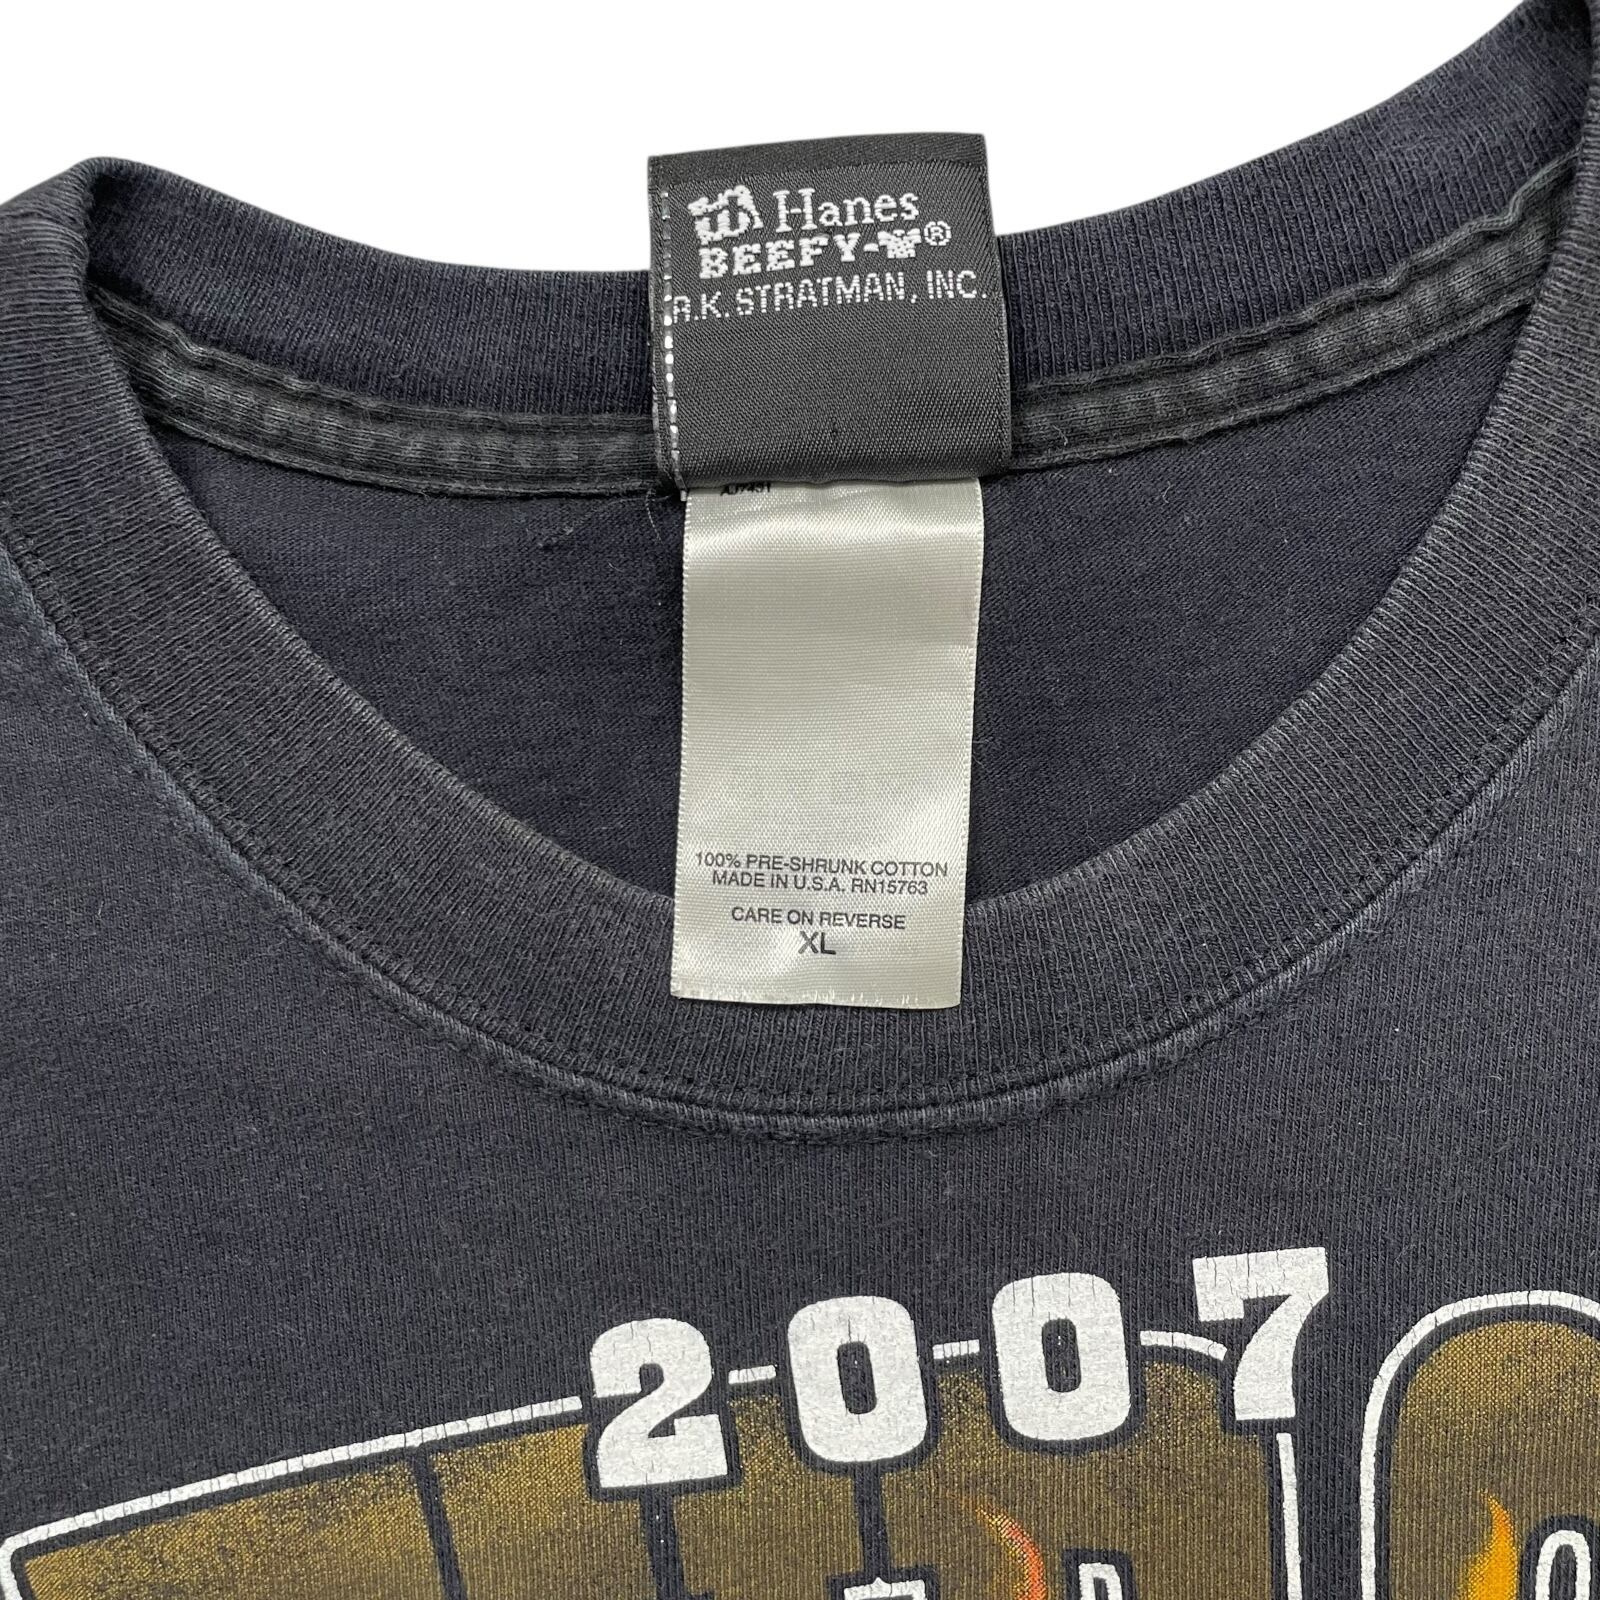 Hanes
BEEFY-T®
R.K. STRATMAN, INC.
100% PRE-SHRUNK COTTON
MADE IN U.S.A. RN15763
CARE ON REVERSE
XL
2-0-0-7